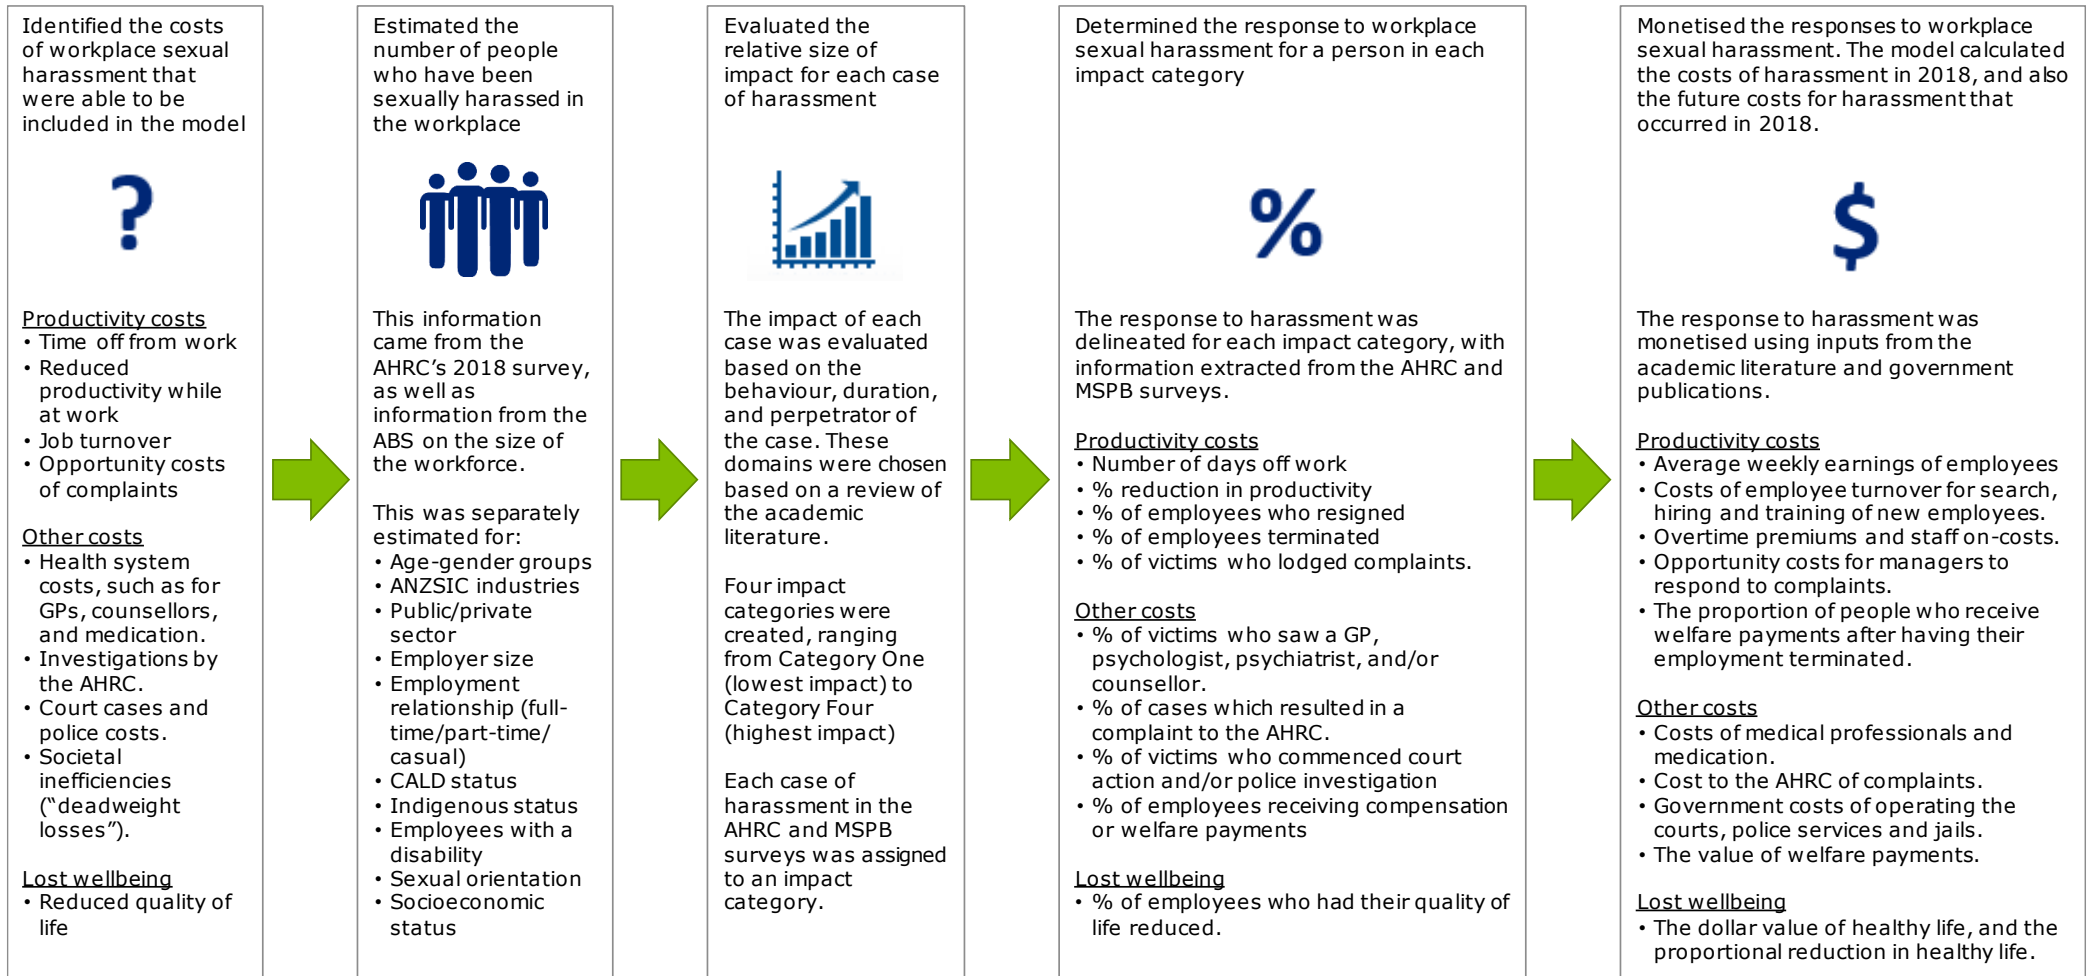 Identified the costs
of workplace sexual
harassment that
were able to be
included in the model
?
Productivity costs
• Time off from work
• Reduced
productivity while
at work
• Job turnover
• Opportunity costs
of complaints
Other costs
• Health system
costs, such as for
GPs, counsellors,
and medication.
• Investigations by
the AHRC.
• Court cases and
police costs.
• Societal
inefficiencies
(“deadweight
losses”).
Lost wellbeing
• Reduced quality of
life
Estimated the
number of people
who have been
sexually harassed in
the workplace
This information
came from the
AHRC’s 2018 survey,
as well as
information from the
ABS on the size of
the workforce.
This was separately
estimated for:
• Age-gender groups
• ANZSIC industries
• Public/private
sector
• Employer size
• Employment
relationship (full-
time/part-time/
casual)
• CALD status
• Indigenous status
• Employees with a
disability
• Sexual orientation
• Socioeconomic
status
Evaluated the
relative size of
impact for each case
of harassment
The impact of each
case was evaluated
based on the
behaviour, duration,
and perpetrator of
the case. These
domains were chosen
based on a review of
the academic
literature.
Four impact
categories were
created, ranging
from Category One
(lowest impact) to
Category Four
(highest impact)
Each case of
harassment in the
AHRC and MSPB
surveys was assigned
to an impact
category.
Determined the response to workplace
sexual harassment for a person in each
impact category
%
The response to harassment was
delineated for each impact category, with
information extracted from the AHRC and
MSPB surveys.
Productivity costs
• Number of days off work
• % reduction in productivity
• % of employees who resigned
• % of employees terminated
• % of victims who lodged complaints.
Other costs
• % of victims who saw a GP,
psychologist, psychiatrist, and/or
counsellor.
• % of cases which resulted in a
complaint to the AHRC.
• % of victims who commenced court
action and/or police investigation
• % of employees receiving compensation
or welfare payments
Lost wellbeing
• % of employees who had their quality of
life reduced.
Monetised the responses to workplace
sexual harassment. The model calculated
the costs of harassment in 2018, and also
the future costs for harassment that
occurred in 2018.
$
The response to harassment was
monetised using inputs from the
academic literature and government
publications.
Productivity costs
• Average weekly earnings of employees
• Costs of employee turnover for search,
hiring and training of new employees.
• Overtime premiums and staff on-costs.
• Opportunity costs for managers to
respond to complaints.
• The proportion of people who receive
welfare payments after having their
employment terminated.
Other costs
• Costs of medical professionals and
medication.
• Cost to the AHRC of complaints.
• Government costs of operating the
courts, police services and jails.
• The value of welfare payments.
Lost wellbeing
• The dollar value of healthy life, and the
proportional reduction in healthy life.